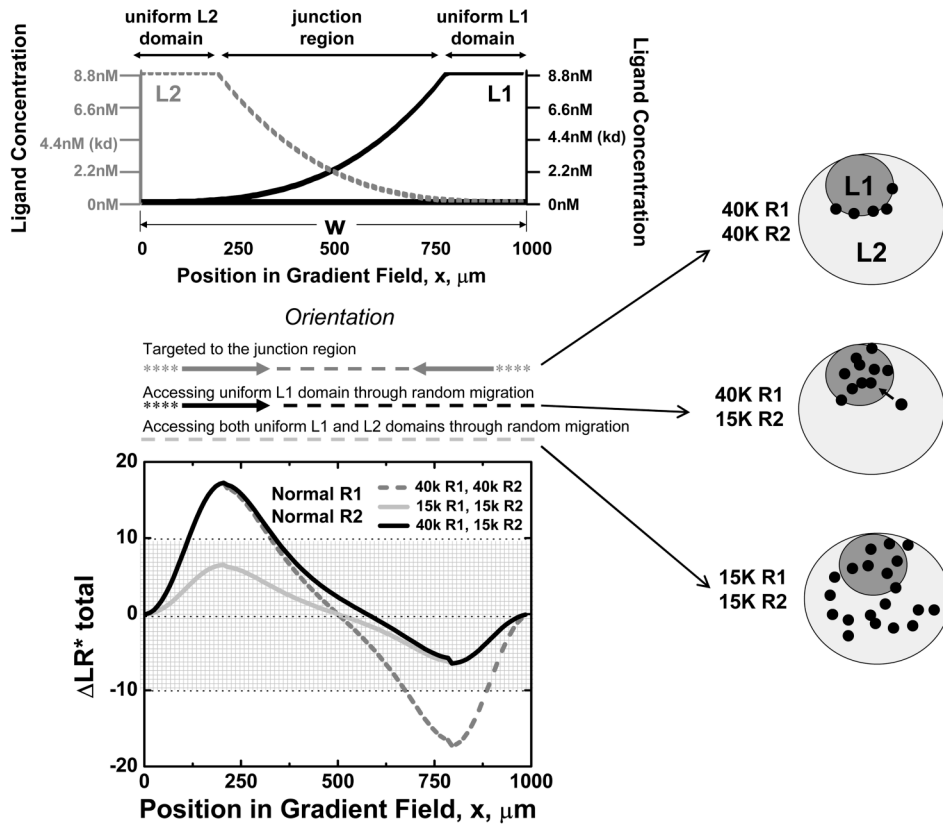 uniform L2 domain
junction region
uniform L1 domain
Ligand Concentration
8.8nM
6.6nM
4.4nM (kd)
2.2nM
0nM
L2
L1
8.8nM
6.6nM
4.4nM (kd)
2.2nM
0nM
Ligand Concentration
W
0
250
500
750
1000
Position in Gradient Field, x, μm
Orientation
Targeted to the junction region
****
****
Accessing uniform L1 domain through random migration
****
Accessing both uniform L1 and L2 domains through random migration
ΔLR* total
20
10
0
-10
-20
Normal R1
Normal R2
40k R1, 40k R2
15k R1, 15k R2
40k R1, 15k R2
0
250
500
750
1000
Position in Gradient Field, x, μm
40K R1
40K R2
L1
L2
40K R1
15K R2
15K R1
15K R2